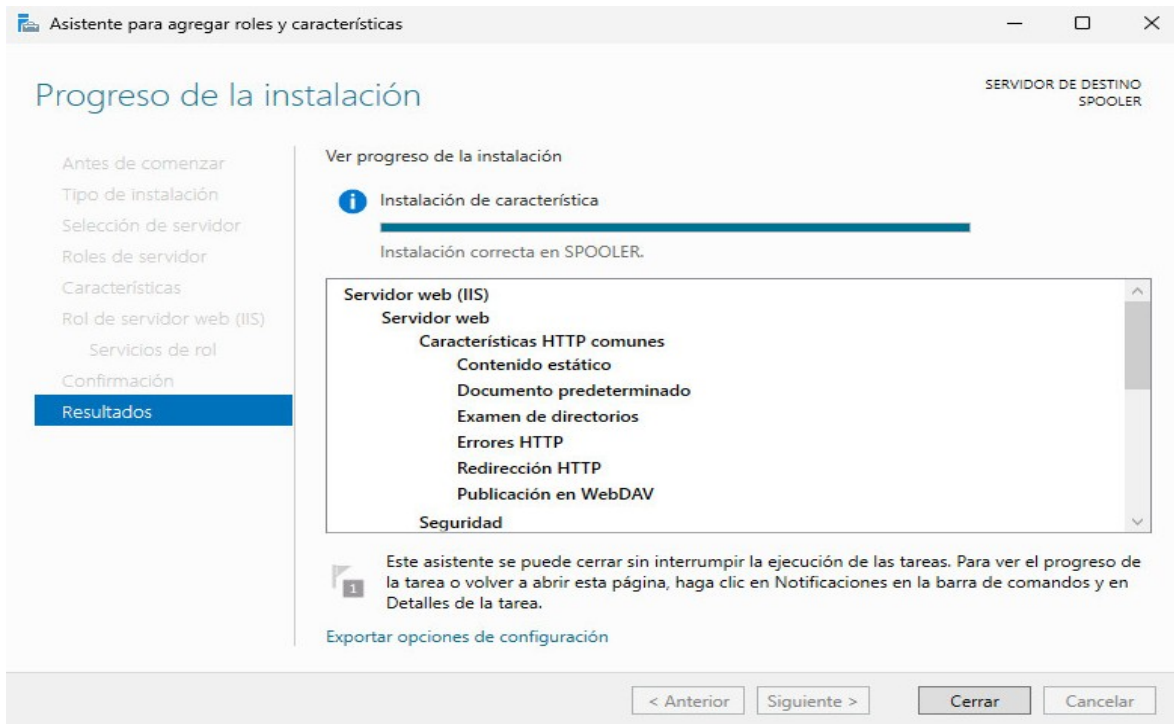 Asistente para agregar roles y características
Progreso de la instalación
SERVIDOR DE DESTINO
SPOOLER
Antes de comenzar
Tipo de instalación
Selección de servidor
Roles de servidor
Características
Rol de servidor web (IIS)
Servicios de rol
Confirmación
Resultados
Ver progreso de la instalación
Instalación de característica
Instalación correcta en SPOOLER.
Servidor web (IIS)
Servidor web
Características HTTP comunes
Contenido estático
Documento predeterminado
Examen de directorios
Errores HTTP
Redirección HTTP
Publicación en WebDAV
Seguridad
1
Este asistente se puede cerrar sin interrumpir la ejecución de las tareas. Para ver el progreso de
la tarea o volver a abrir esta página, haga clic en Notificaciones en la barra de comandos y en
Detalles de la tarea.
Exportar opciones de configuración
< Anterior
Siguiente >
Cerrar
Cancelar